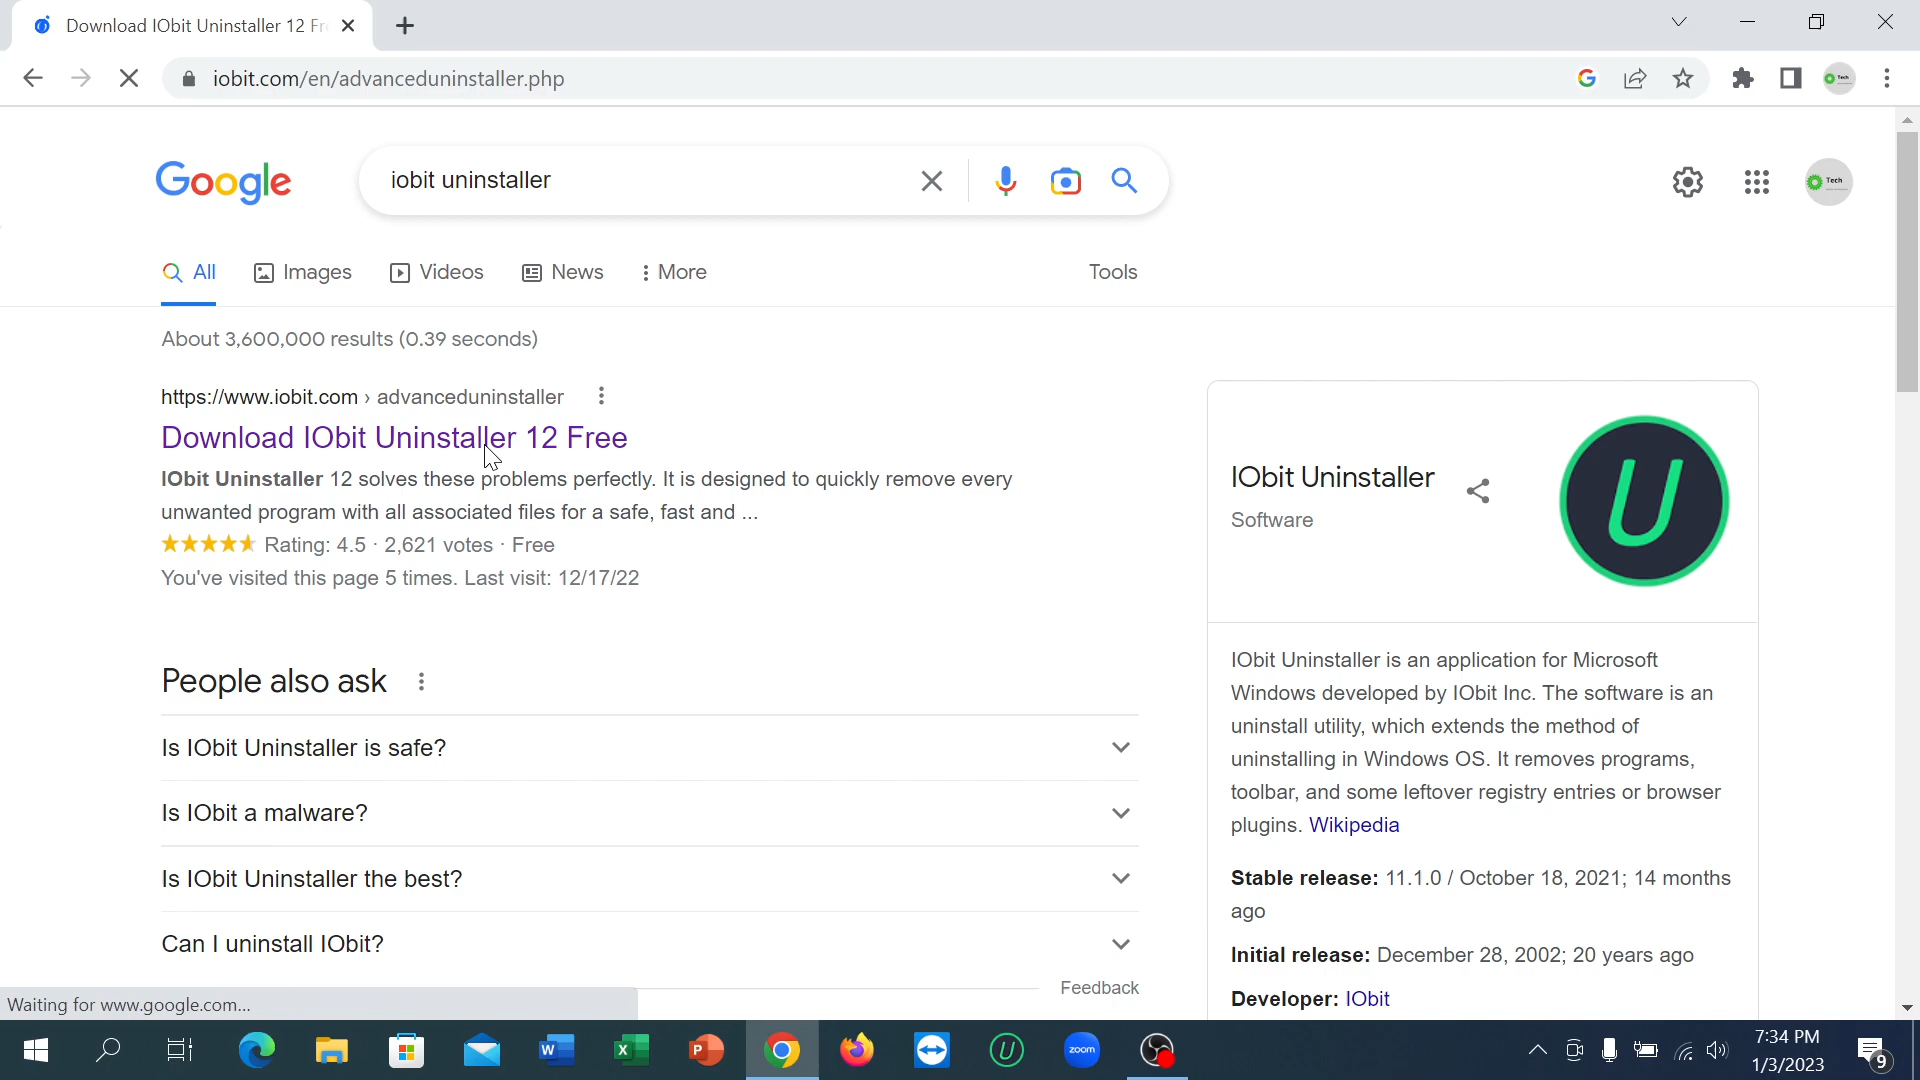 Download IObit Uninstaller 12 Fr
iobit.com/en/advanceduninstaller.php
Tech
Google
iobit uninstaller
Tech
All
Images
Videos
News
More
Tools
About 3,600,000 results (0.39 seconds)
https://www.iobit.com › advanceduninstaller
Download IObit Uninstaller 12 Free
IObit Uninstaller 12 solves these problems perfectly. It is designed to quickly remove every
unwanted program with all associated files for a safe, fast and ...
Rating: 4.5 · 2,621 votes · Free
You've visited this page 5 times. Last visit: 12/17/22
People also ask
Is IObit Uninstaller is safe?
Is IObit a malware?
Is IObit Uninstaller the best?
Can I uninstall IObit?
Feedback
IObit Uninstaller
Software
U
IObit Uninstaller is an application for Microsoft
Windows developed by IObit Inc. The software is an
uninstall utility, which extends the method of
uninstalling in Windows OS. It removes programs,
toolbar, and some leftover registry entries or browser
plugins. Wikipedia
Stable release: 11.1.0 / October 18, 2021; 14 months
ago
Initial release: December 28, 2002; 20 years ago
Developer: IObit
Waiting for www.google.com...
W
X
P
U
zoom
7:34 PM
1/3/2023
9